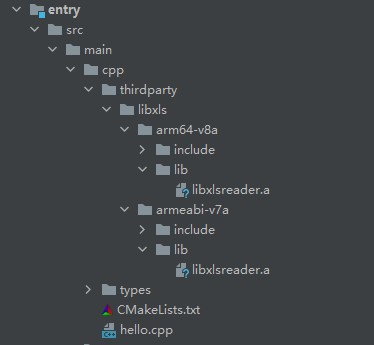 entry
src
main
cpp
thirdparty
libxls
arm64-v8a
include
lib
libxlsreader.a
armeabi-v7a
include
lib
libxlsreader.a
types
CMakeLists.txt
hello.cpp